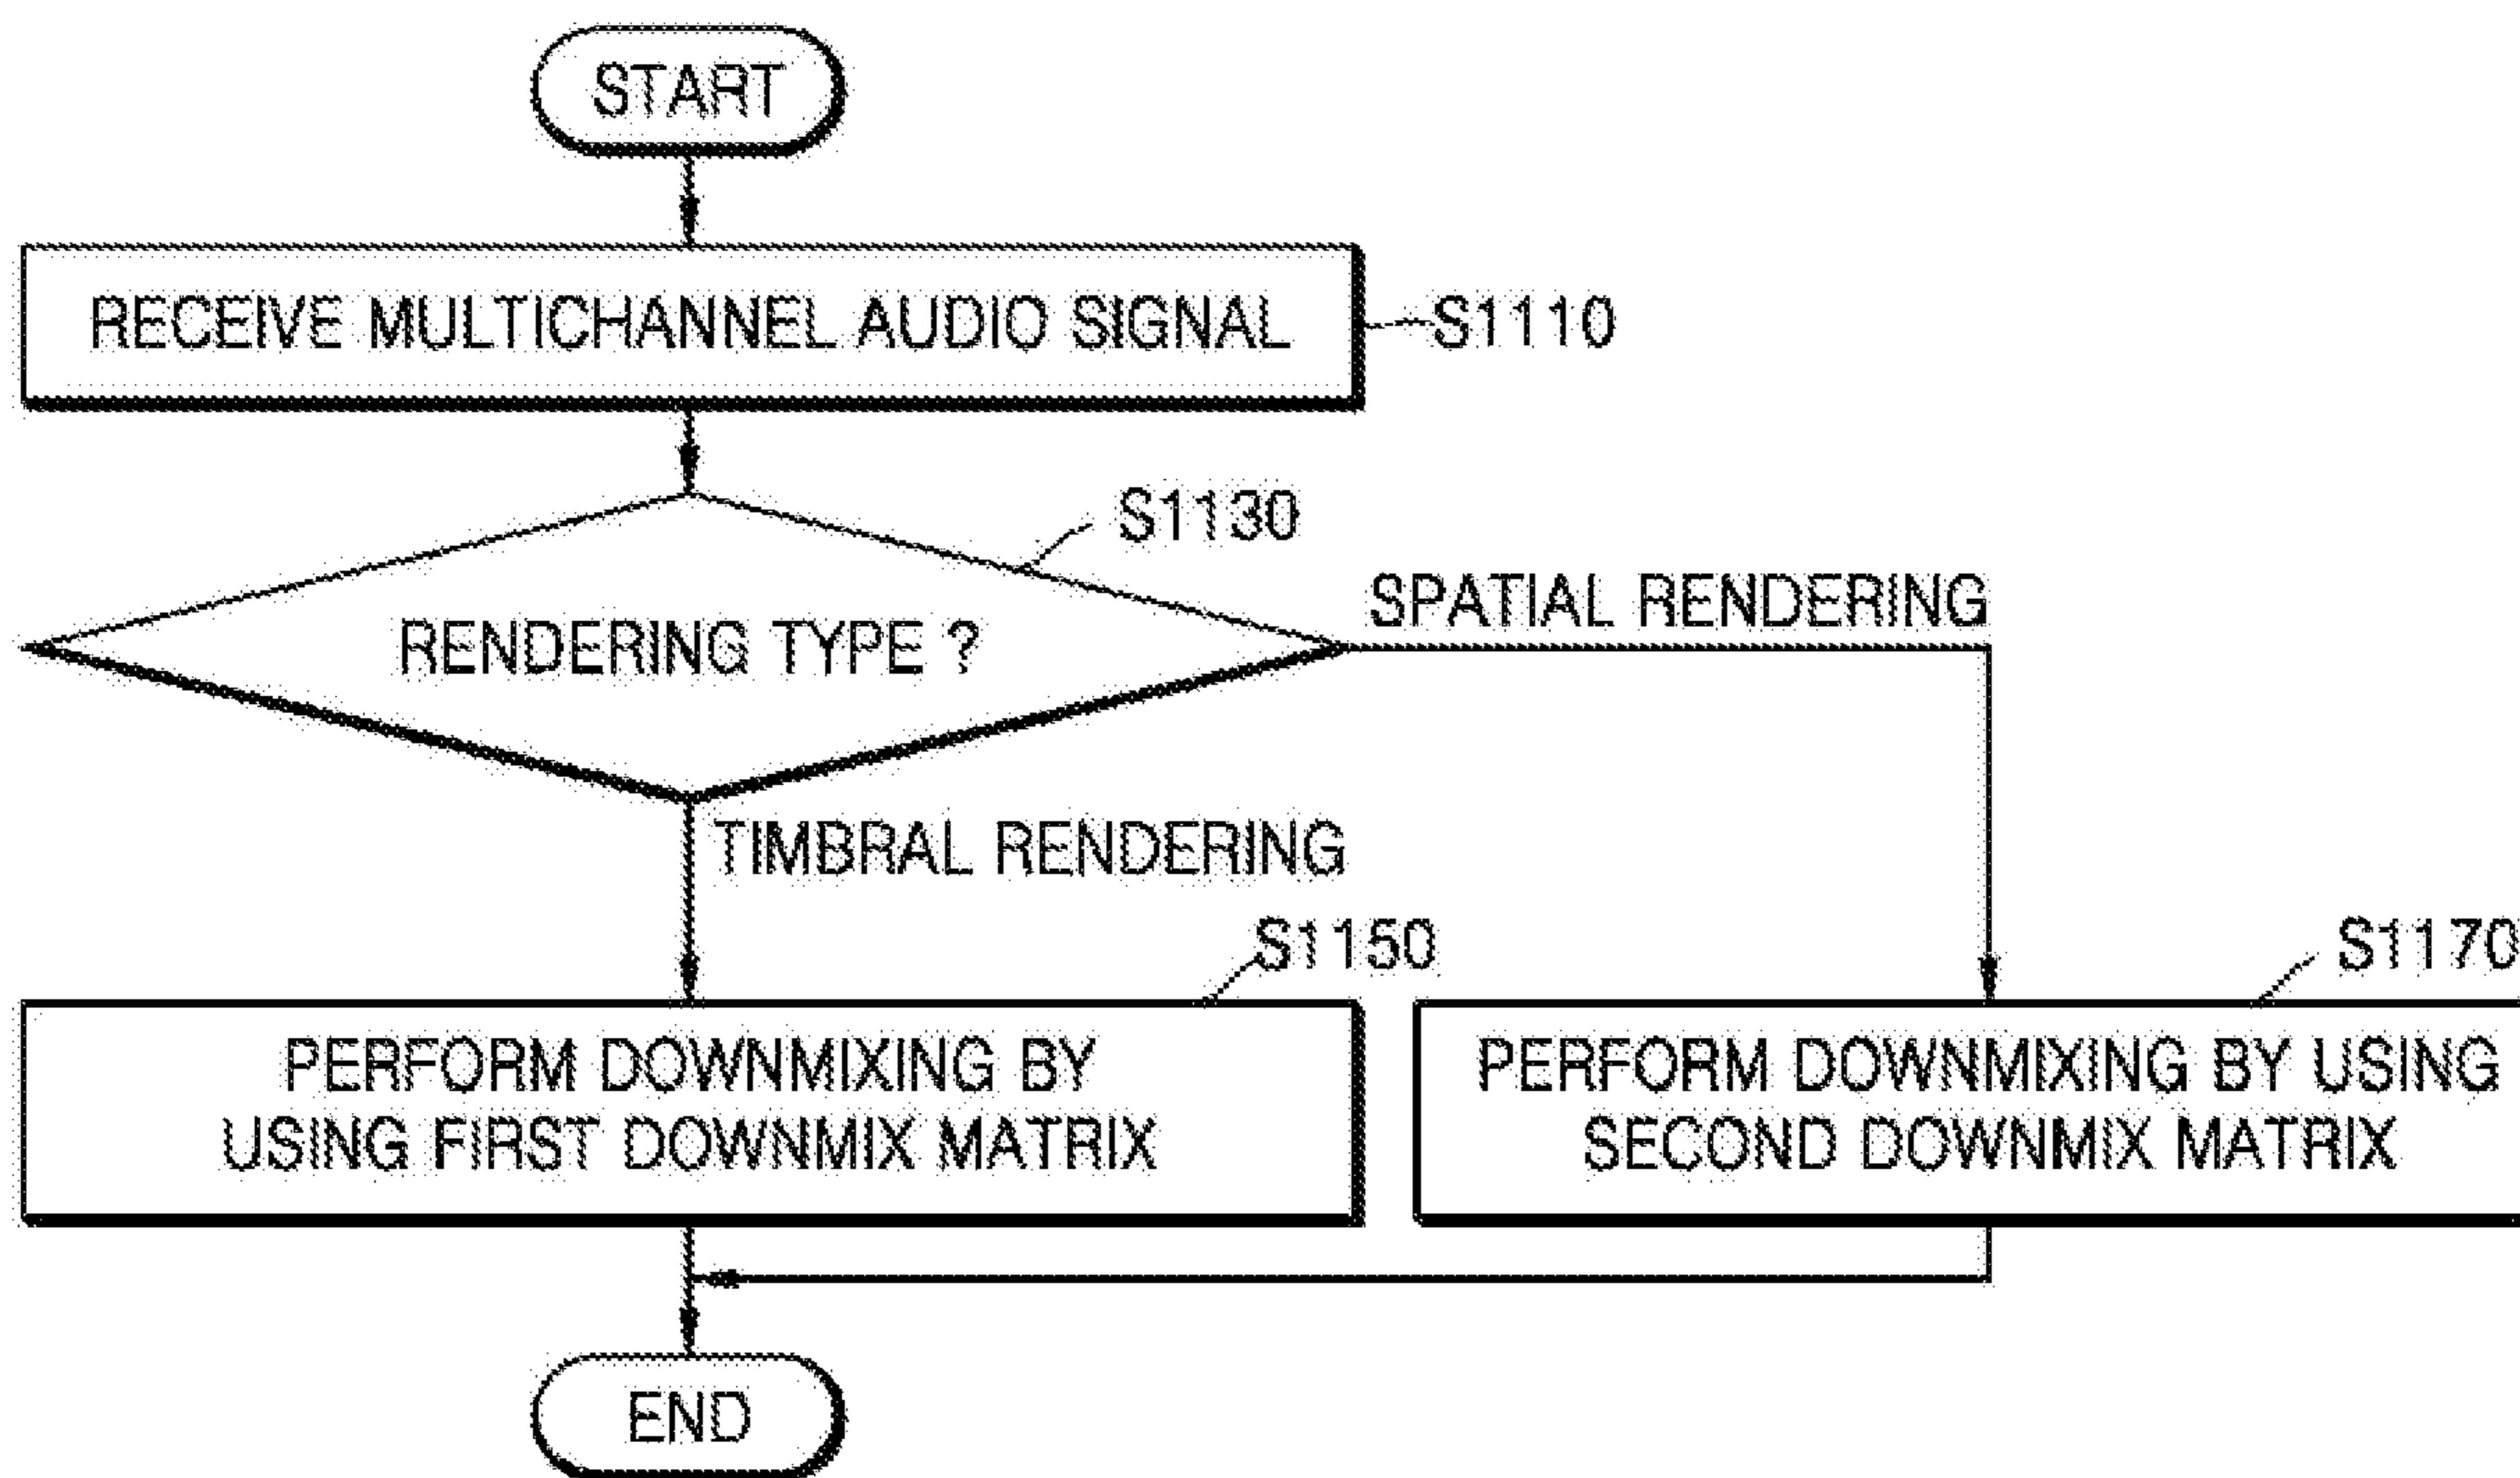 START
RECEIVE MULTICHANNEL AUDIO SIGNAL
S1110
S1130
RENDERING TYPE ?
SPATIAL RENDERING
TIMBRAL RENDERING
S1150
PERFORM DOWNMIXING BY
USING FIRST DOWNMIX MATRIX
S1170
PERFORM DOWNMIXING BY USING
SECOND DOWNMIX MATRIX
END